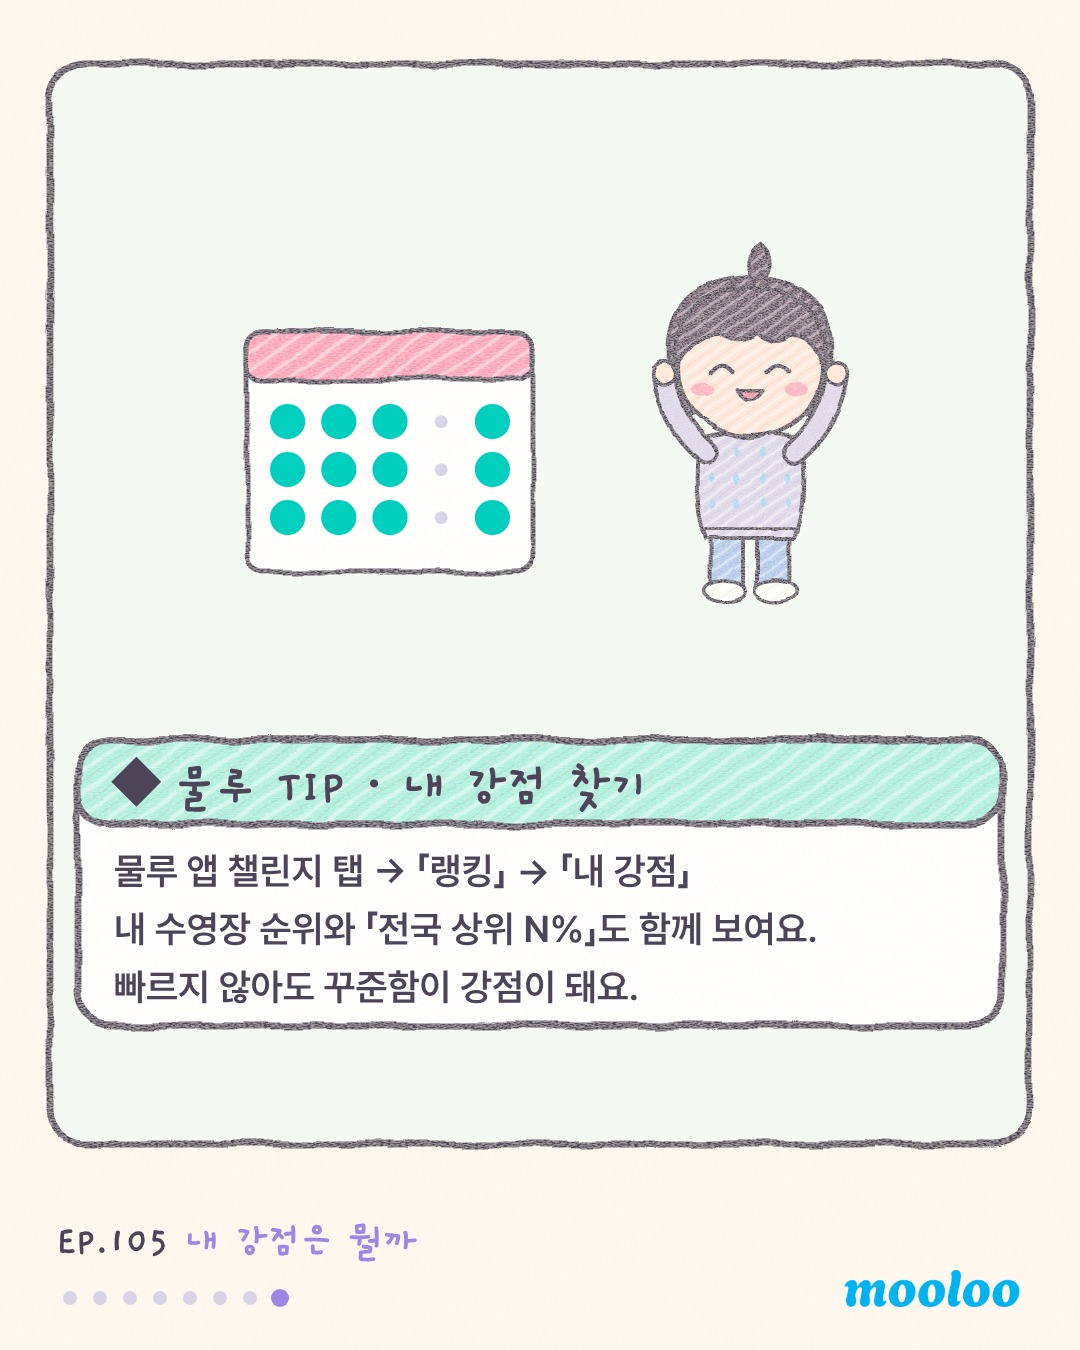 물루 TIP · 내 강점 찾기
물루 앱 챌린지 탭 → 「랭킹」 → 「내 강점」
내 수영장 순위와 「전국 상위 N%」도 함께 보여요.
빠르지 않아도 꾸준함이 강점이 돼요.
EP.105 내 강점은 뭘까
mooloo